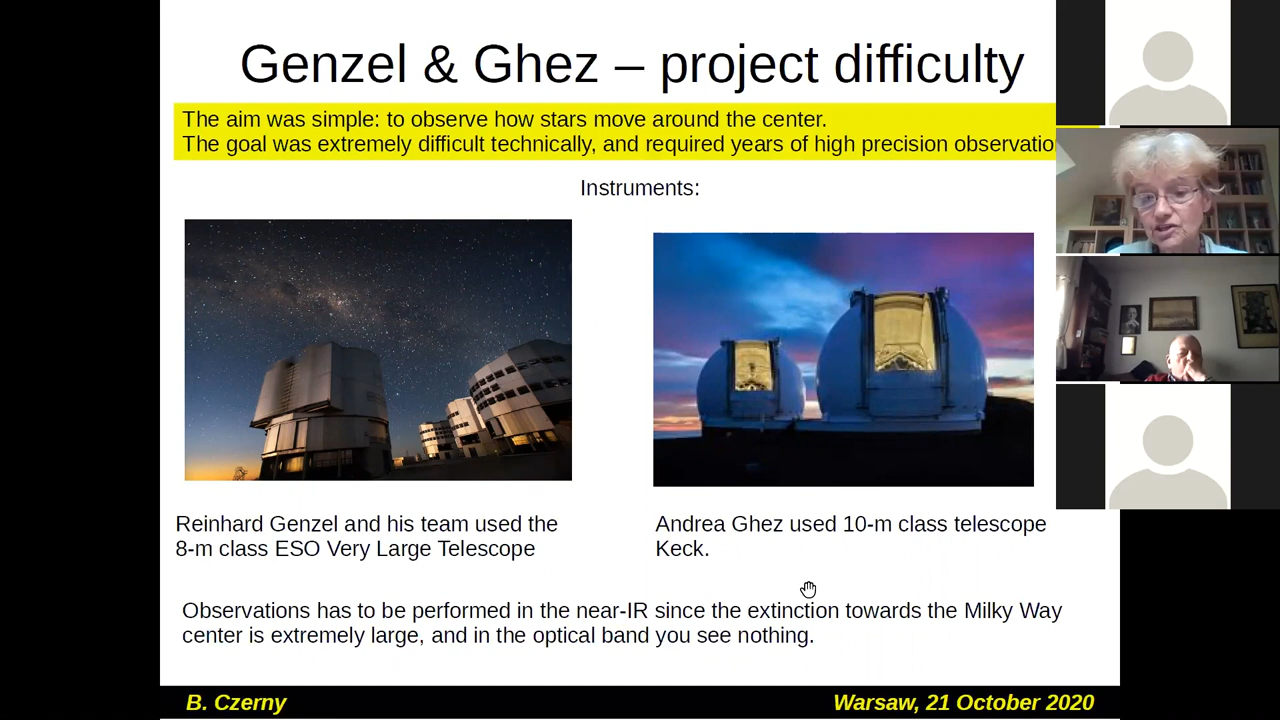 Genzel & Ghez – project difficulty
The aim was simple: to observe how stars move around the center.
The goal was extremely difficult technically, and required years of high precision observatio
Instruments:
Reinhard Genzel and his team used the
8-m class ESO Very Large Telescope
Andrea Ghez used 10-m class telescope
Keck.
Observations has to be performed in the near-IR since the extinction towards the Milky Way
center is extremely large, and in the optical band you see nothing.
B. Czerny
Warsaw, 21 October 2020